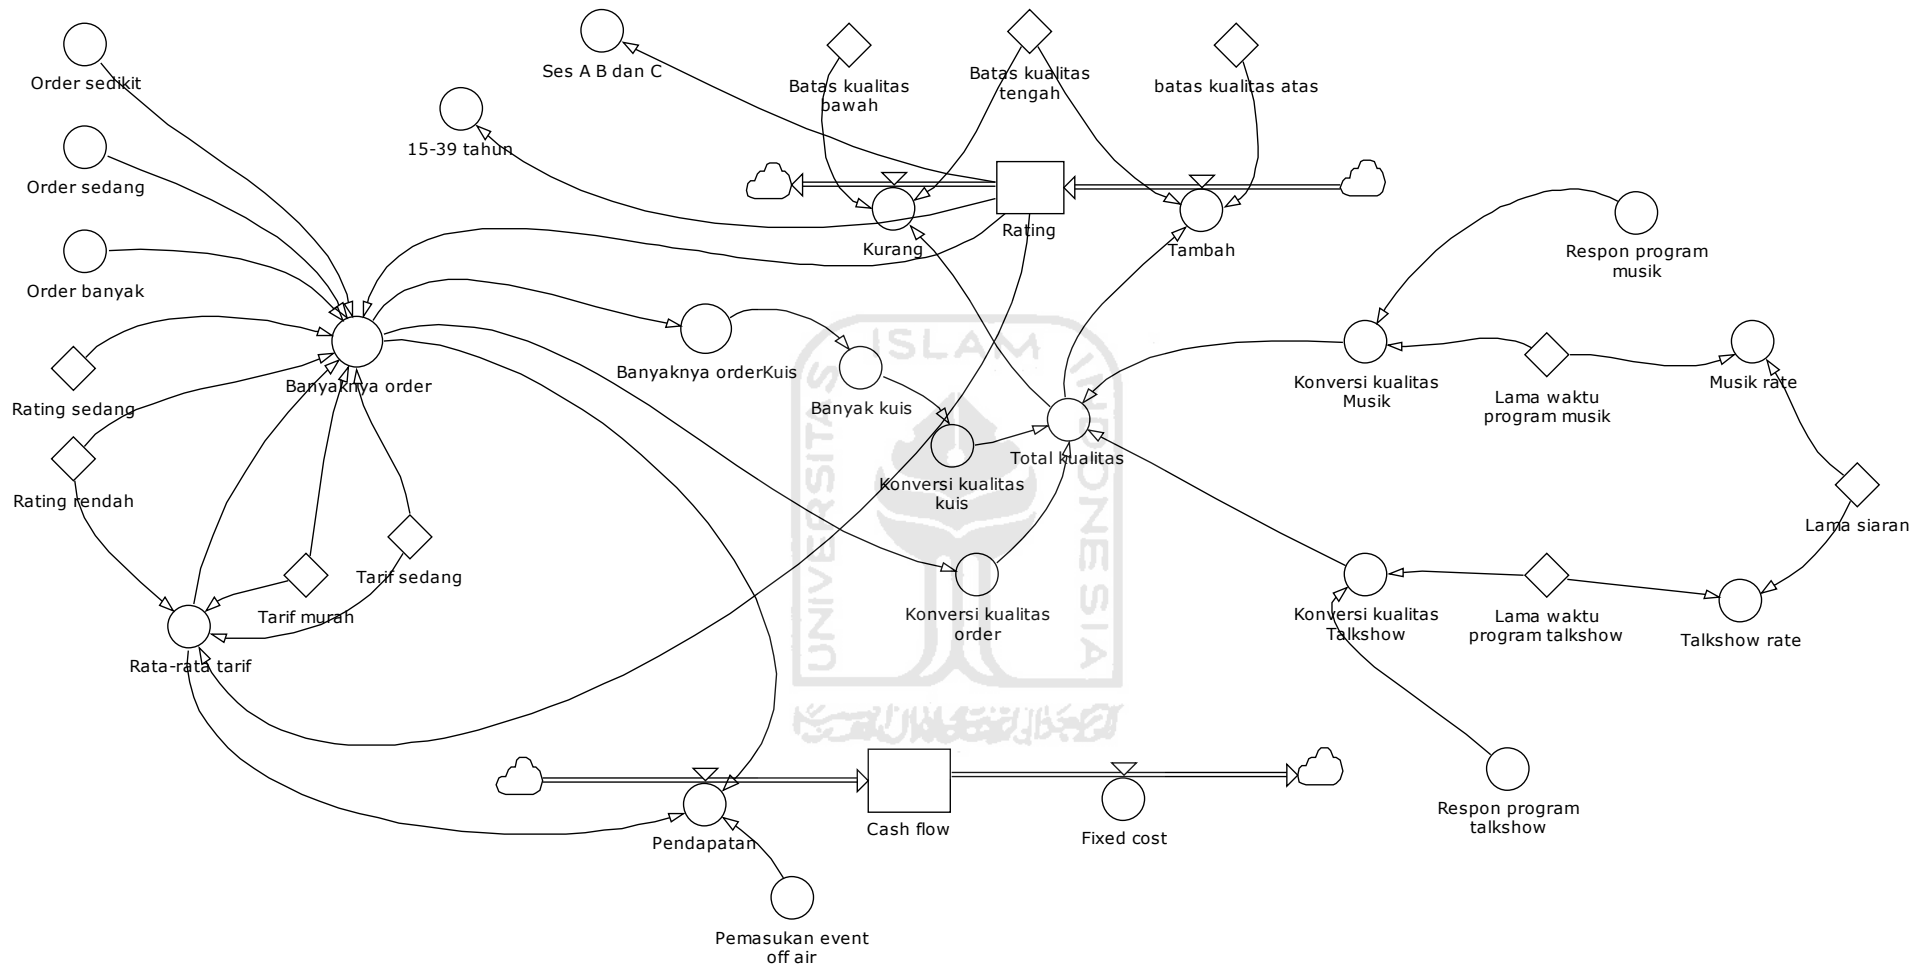 Order sedikit
Ses A B dan C
Batas kualitas
bawah
Batas kualitas
tengah
batas kualitas atas
15-39 tahun
Order sedang
Rating
Kurang
Tambah
Respon program
musik
Order banyak
Banyaknya order
Banyaknya orderKuis
Banyak kuis
Konversi kualitas
Musik
Lama waktu
program musik
Musik rate
Rating sedang
Total kualitas
Konversi kualitas
kuis
Rating rendah
Lama siaran
Tarif sedang
Tarif murah
Konversi kualitas
order
Konversi kualitas
Talkshow
Lama waktu
program talkshow
Talkshow rate
Rata-rata tarif
Respon program
talkshow
Pendapatan
Cash flow
Fixed cost
Pemasukan event
off air
UNIVERSITAS
ISLAM
INDONESIA